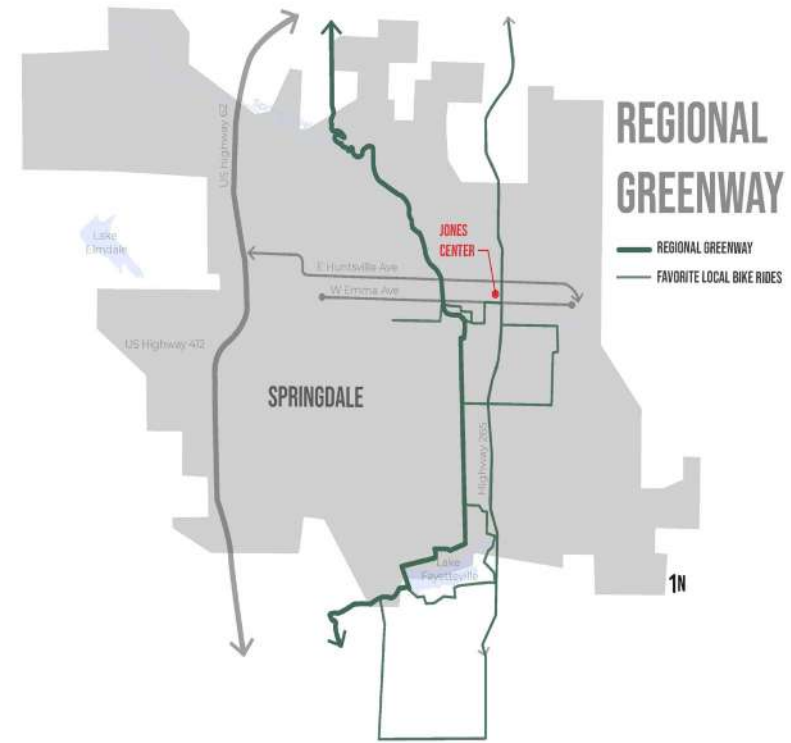 REGIONAL
GREENWAY
REGIONAL GREENWAY
FAVORITE LOCAL BIKE RIDES
US highway 62
Lake
Elmdale
JONES
CENTER
E Huntsville Ave
W Emma Ave
US Highway 412
SPRINGDALE
Highway 265
Lake
Fayetteville
1N